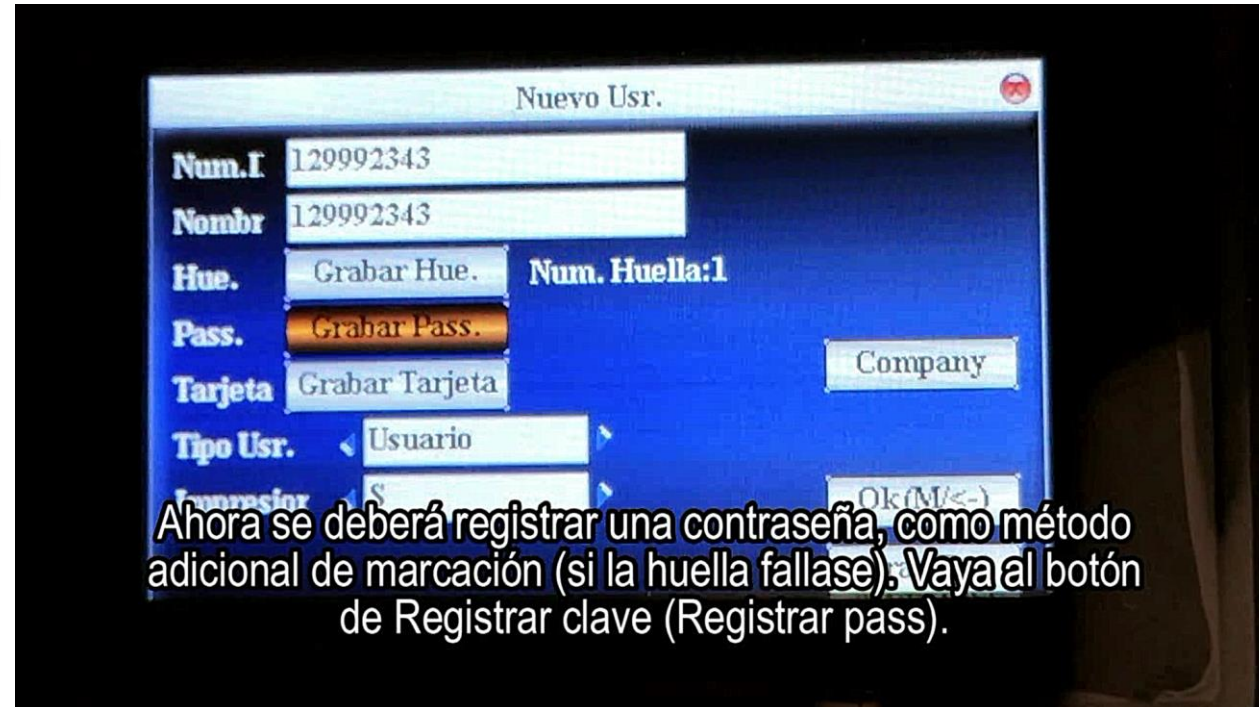 Nuevo Usr.
Num.I 129992343
Nombr 129992343
Hue. Grabar Hue. Num. Huella:1
Pass. Grabar Pass.
Company
Tarjeta Grabar Tarjeta
Tipo Usr. Usuario
S Ok(M/<-)
Ahora se deberá registrar una contraseña, como método
adicional de marcación (si la huella fallase). Vaya al botón
de Registrar clave (Registrar pass).